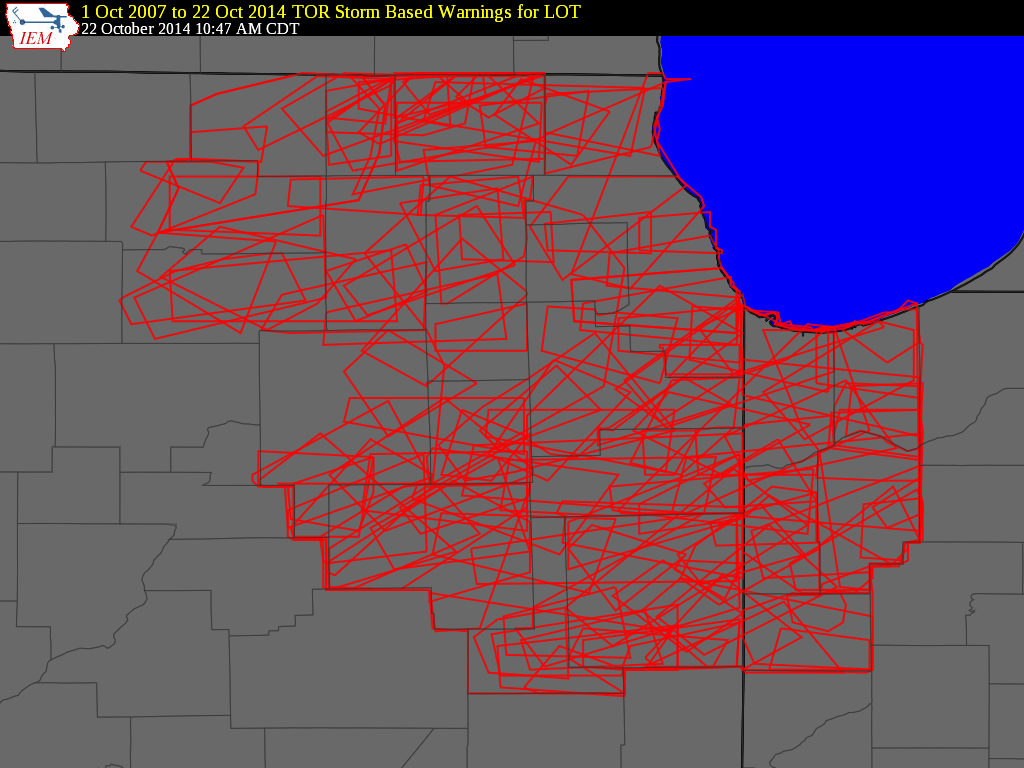 1 Oct 2007 to 22 Oct 2014 TOR Storm Based Warnings for LOT
22 October 2014 10:47 AM CDT
IEM